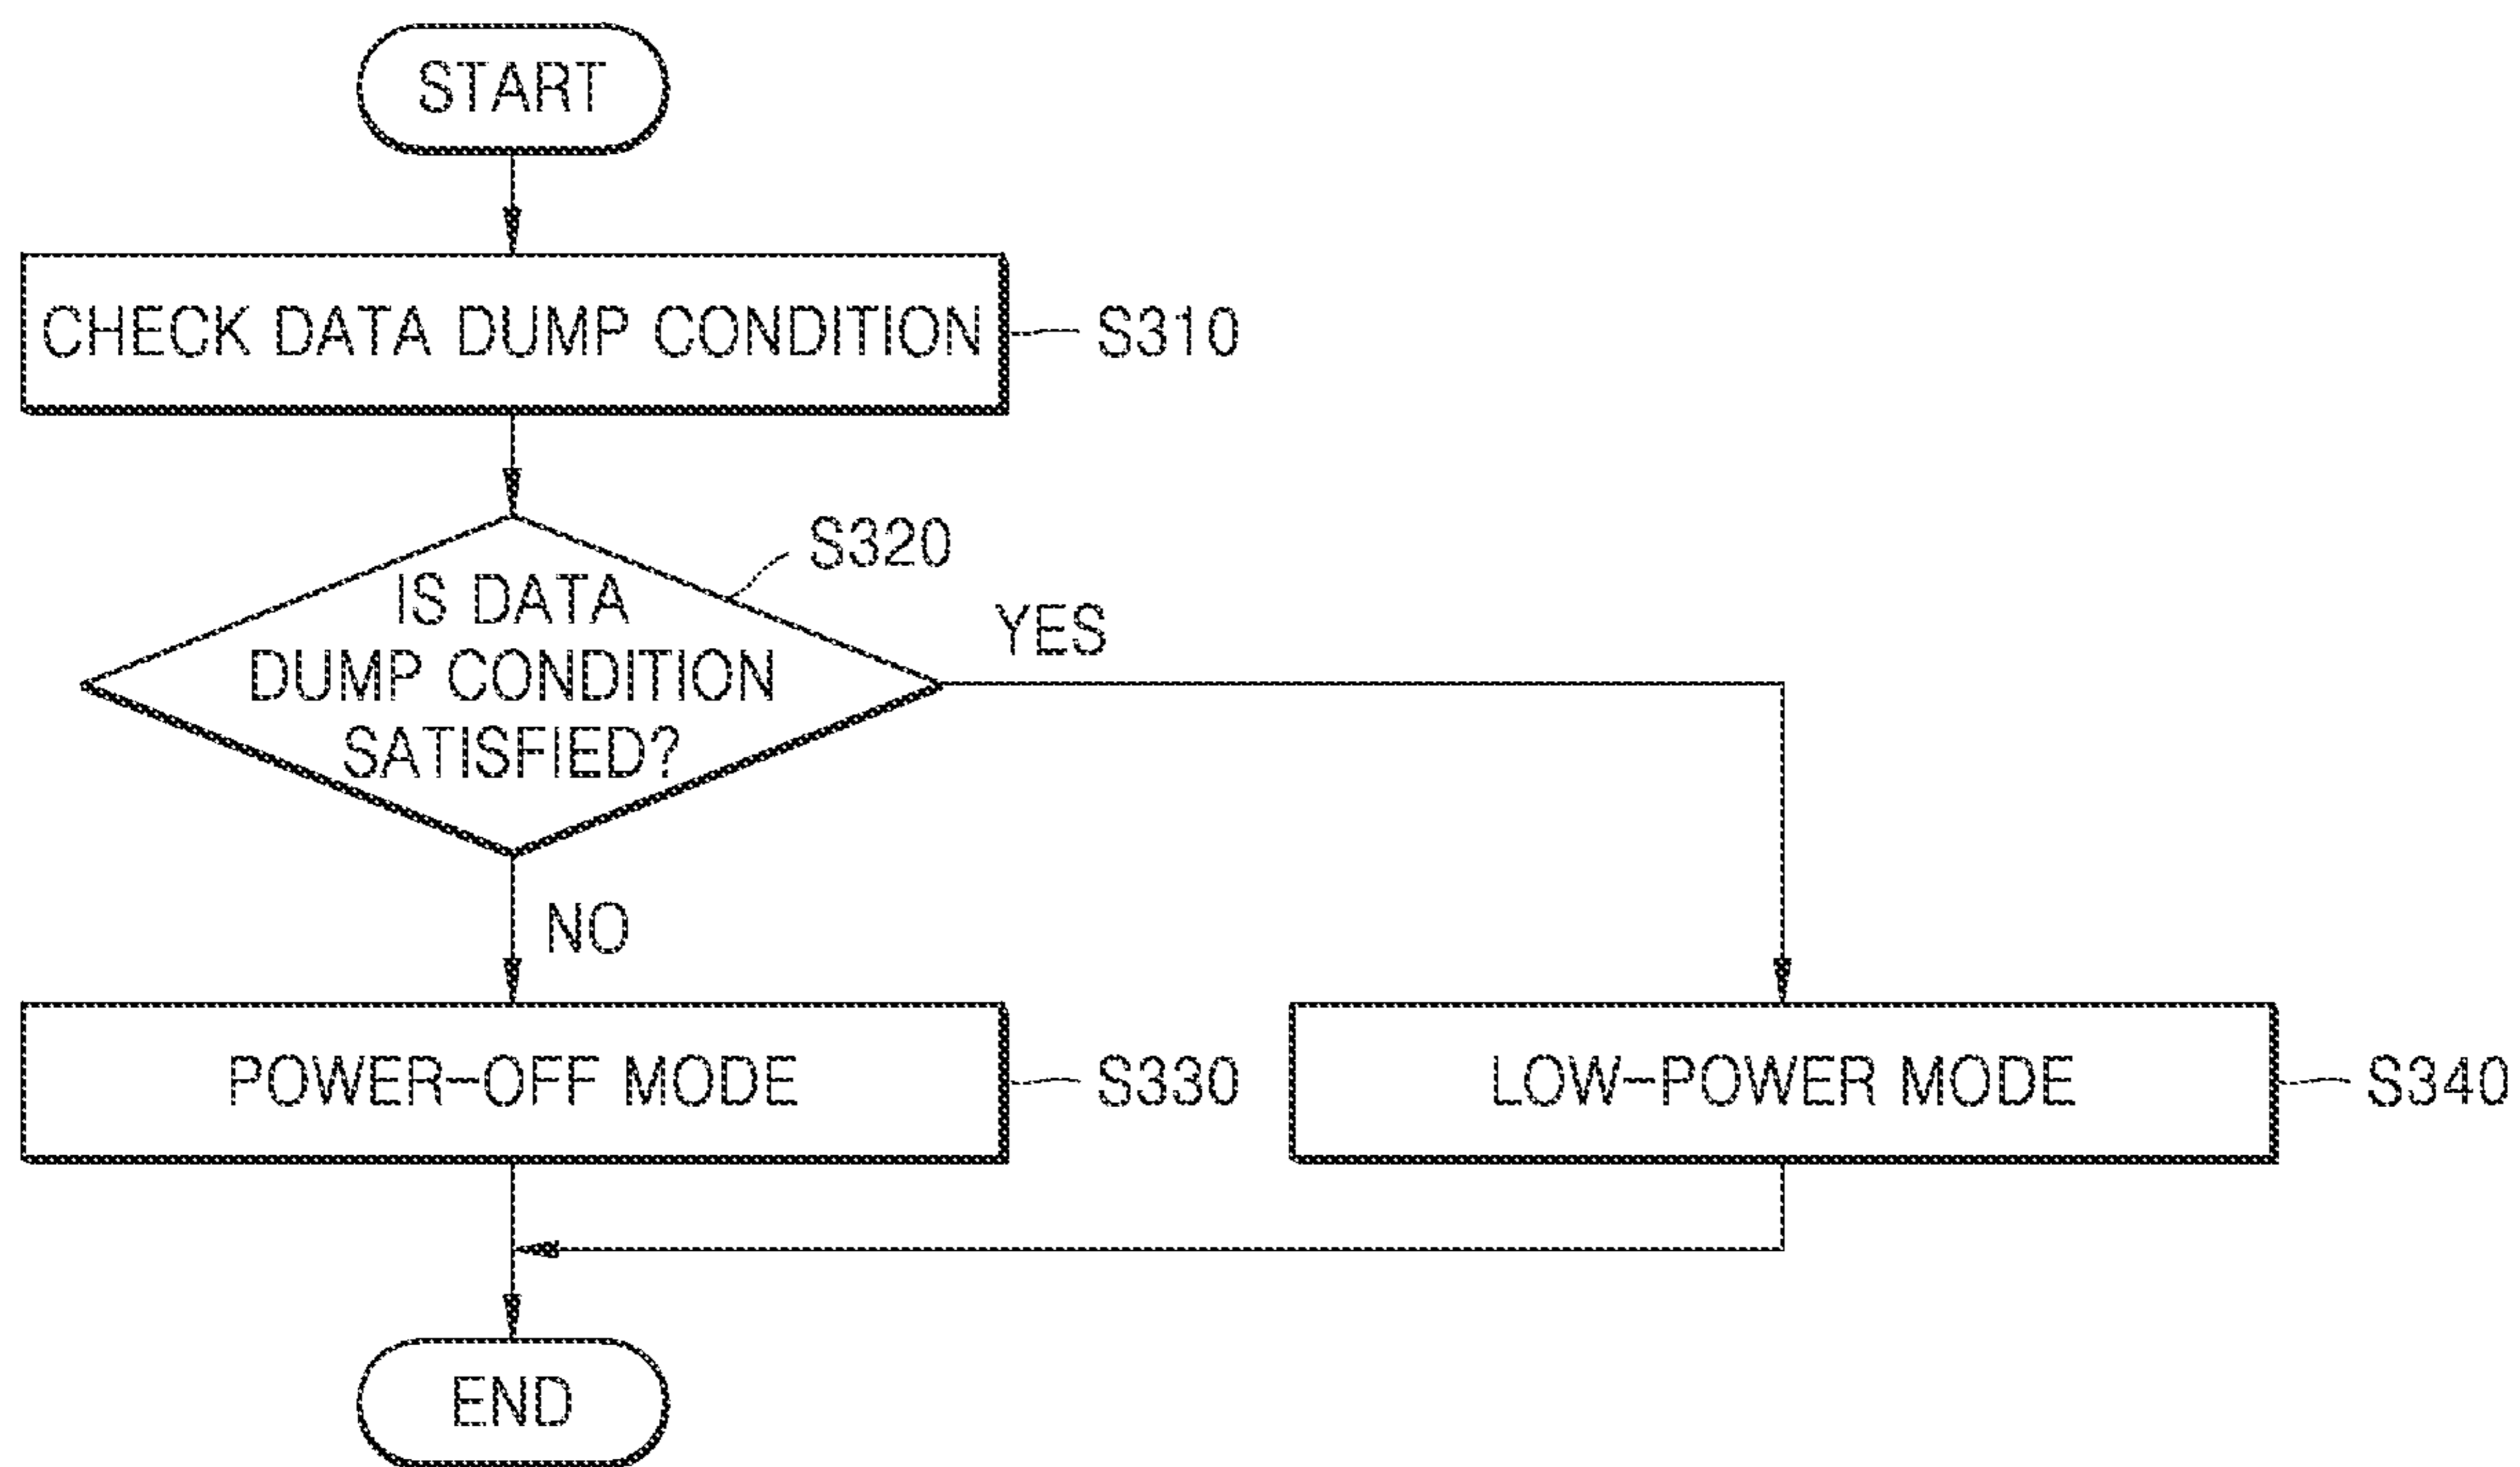 START
CHECK DATA DUMP CONDITION
S310
S320
IS DATA
DUMP CONDITION
SATISFIED?
YES
NO
POWER-OFF MODE
S330
LOW-POWER MODE
S340
END